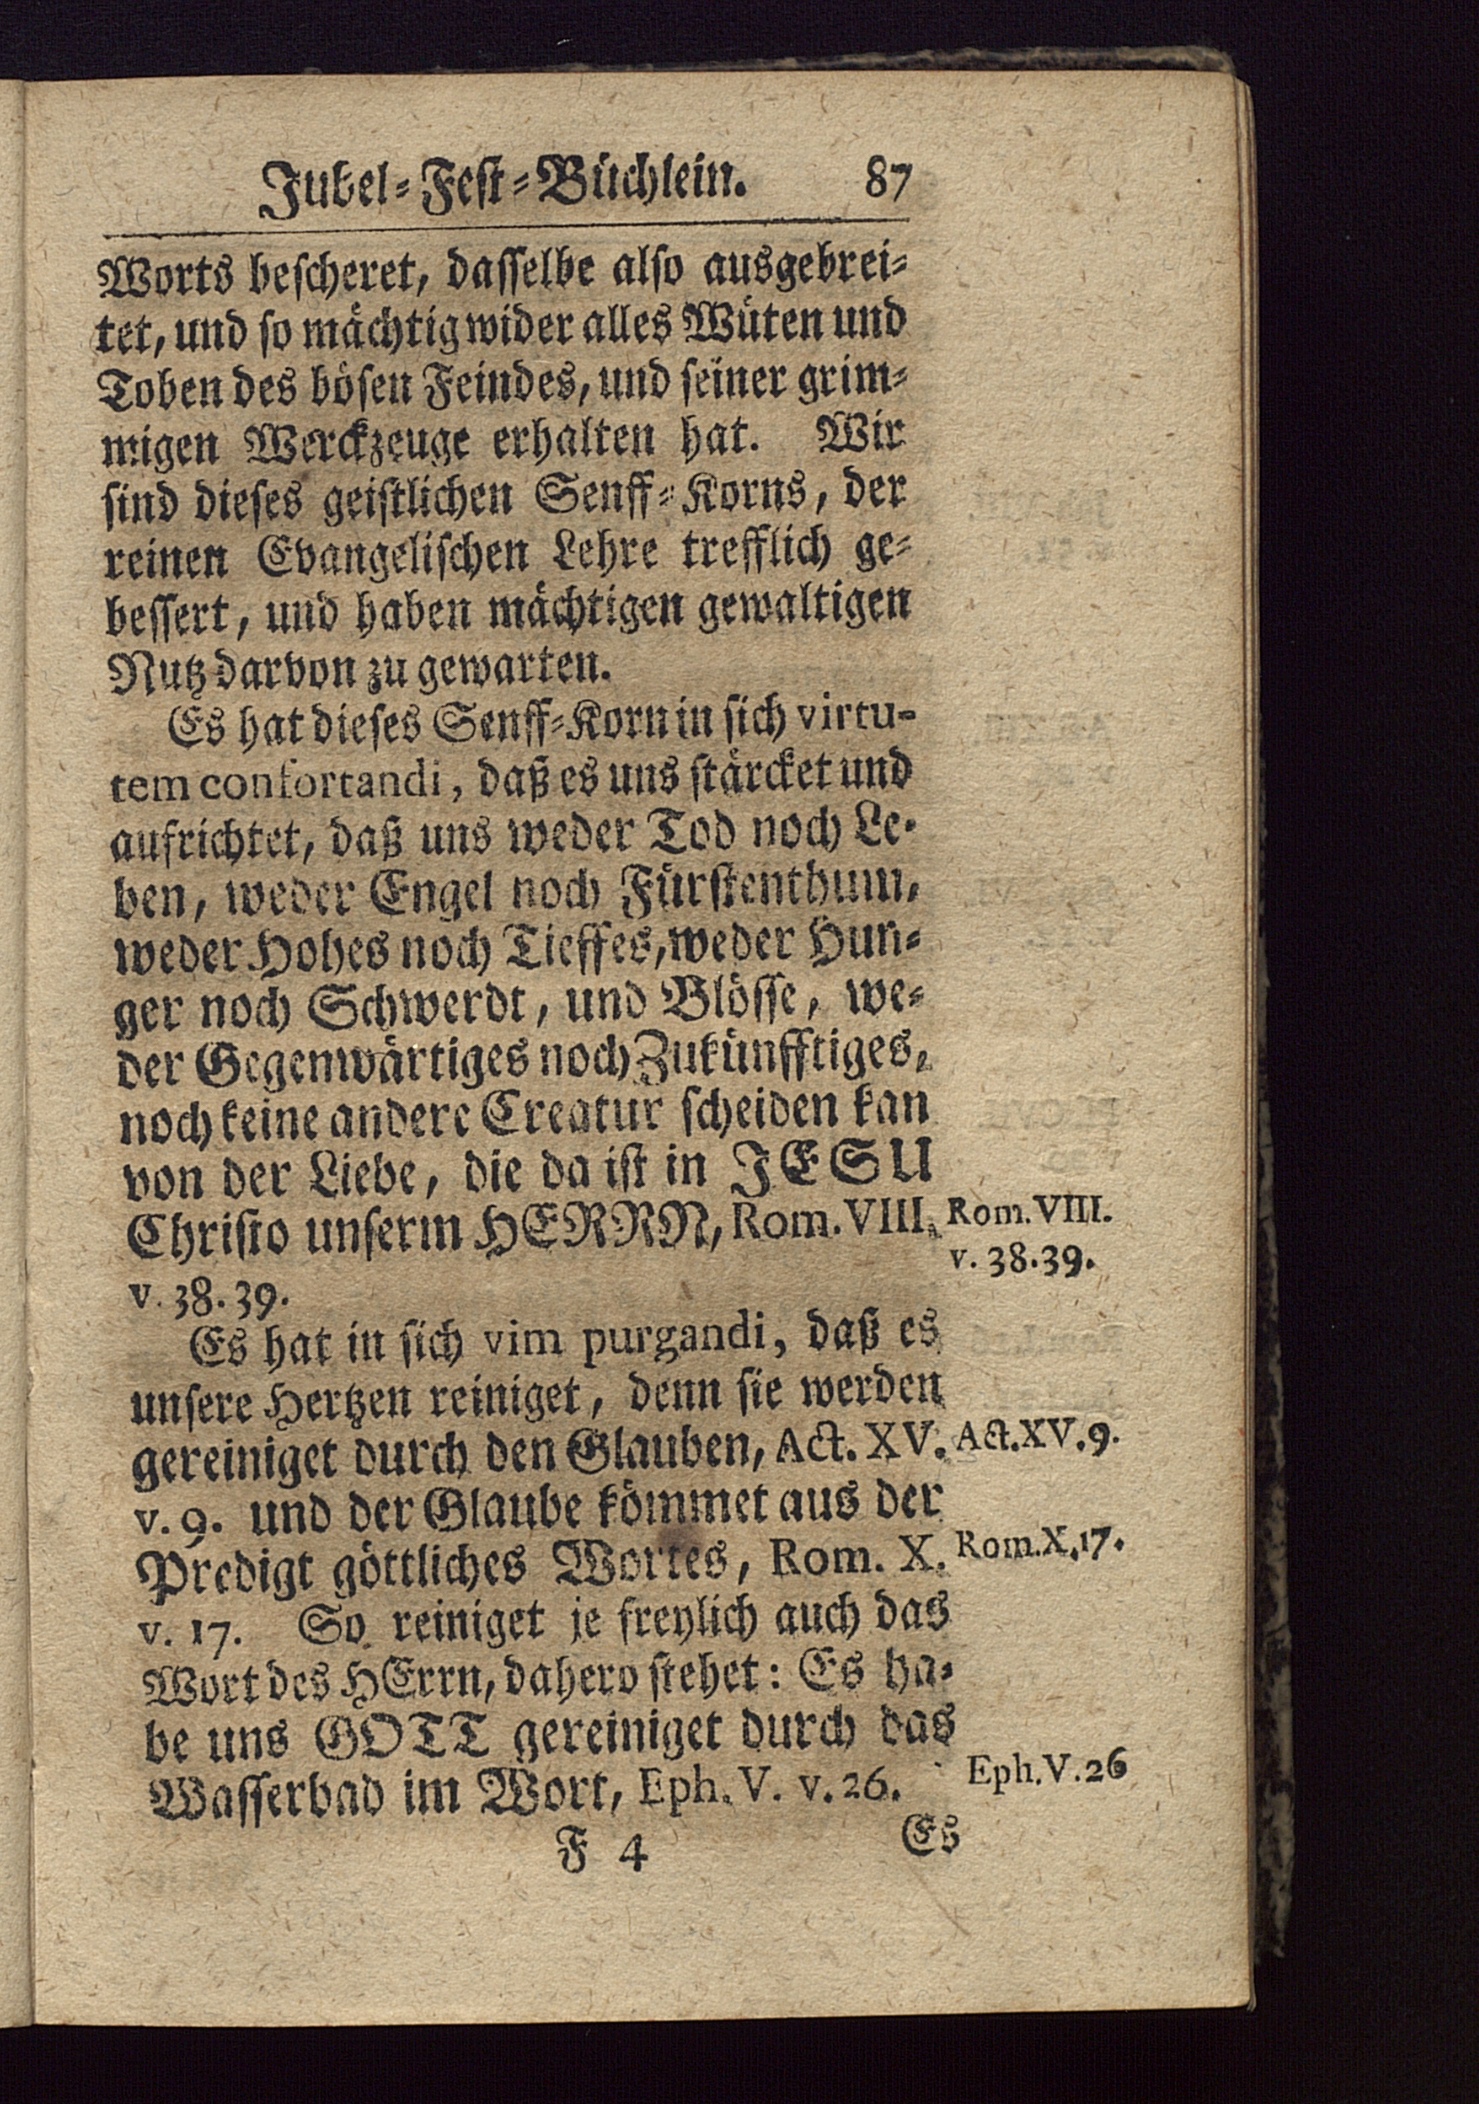 Jubel-Fest-Büchlein. 87
Worts bescheret, dasselbe also ausgebrei-
tet, und so mächtig wider alles Wüten und
Toben des bösen Feindes, und seiner grim-
migen Werckzeuge erhalten hat. Wir
sind dieses geistlichen Senff-Korns, der
reinen Evangelischen Lehre trefflich ge-
bessert, und haben mächtigen gewaltigen
Nutz darvon zu gewarten.
Es hat dieses Senff-Korn in sich virtu-
tem confortandi, daß es uns stärcket und
aufrichtet, daß uns weder Tod noch Le-
ben, weder Engel noch Fürstenthum,
weder Hohes noch Tieffes, weder Hun-
ger noch Schwerdt, und Blösse, we-
der Gegenwärtiges noch Zukünfftiges,
noch keine andere Creatur scheiden kan
von der Liebe, die da ist in JESU
Christo unserm HERRN, Rom. VIII.
v. 38. 39.
Rom. VIII.
v. 38.39.
Es hat in sich vim purgandi, daß es
unsere Hertzen reiniget, denn sie werden
gereiniget durch den Glauben, Act. XV.
Act.XV.9.
v. 9. und der Glaube kömmet aus der
Predigt göttliches Wortes, Rom. X.
Rom.X.17.
v. 17. So reiniget je freylich auch das
Wort des HErrn, dahero stehet: Es ha-
be uns GOTT gereiniget durch das
Wasserbad im Wort, Eph. V. v. 26.
Eph.V.26
F 4 Es